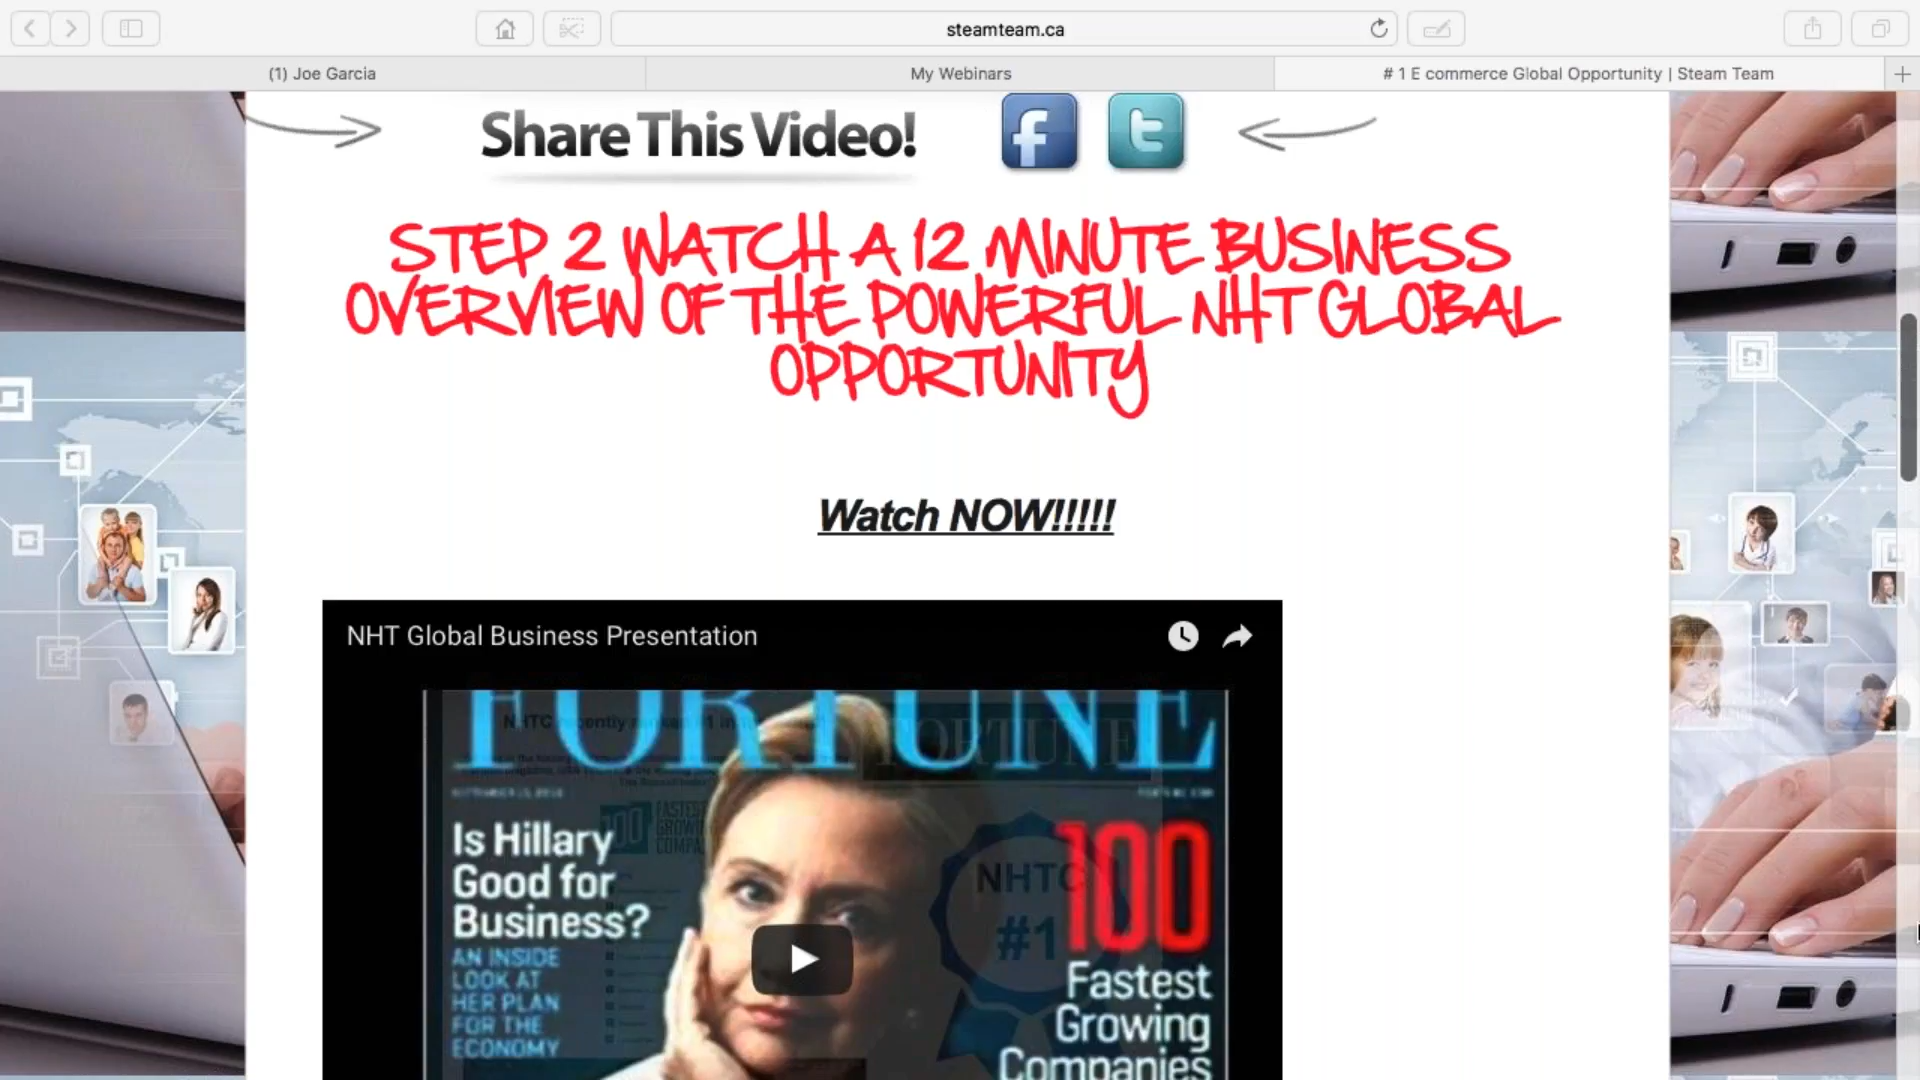 steamteam.ca
(1) Joe Garcia
My Webinars
# 1 E commerce Global Opportunity | Steam Team
Share This Video!
STEP 2 WATCH A 12 MINUTE BUSINESS
OVERVIEW OF THE POWERFUL NHT GLOBAL
OPPORTUNITY
Watch NOW!!!!!
NHT Global Business Presentation
FORTUNE
Is Hillary
Good for
Business?
AN INSIDE
LOOK AT
HER PLAN
FOR THE
ECONOMY
NHTC
#1
100
Fastest
Growing
Companies